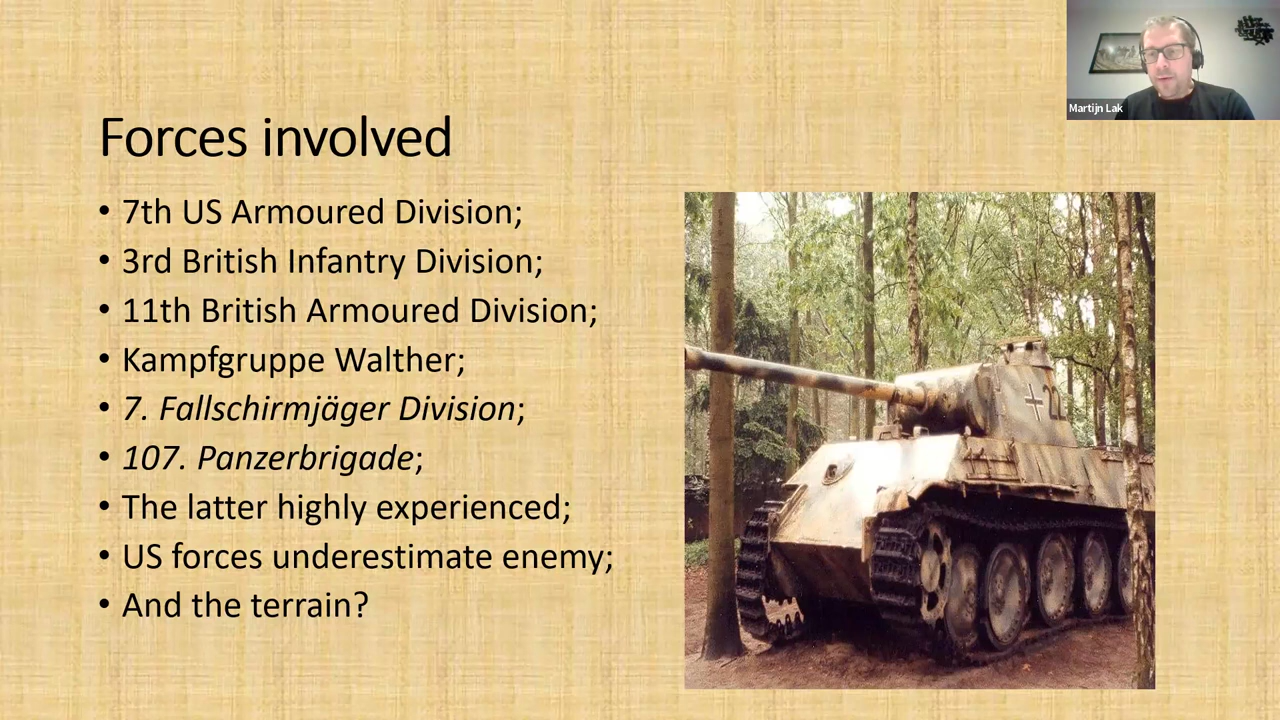 Martijn Lak
Forces involved
• 7th US Armoured Division;
• 3rd British Infantry Division;
• 11th British Armoured Division;
• Kampfgruppe Walther;
• 7. Fallschirmjäger Division;
• 107. Panzerbrigade;
• The latter highly experienced;
• US forces underestimate enemy;
• And the terrain?